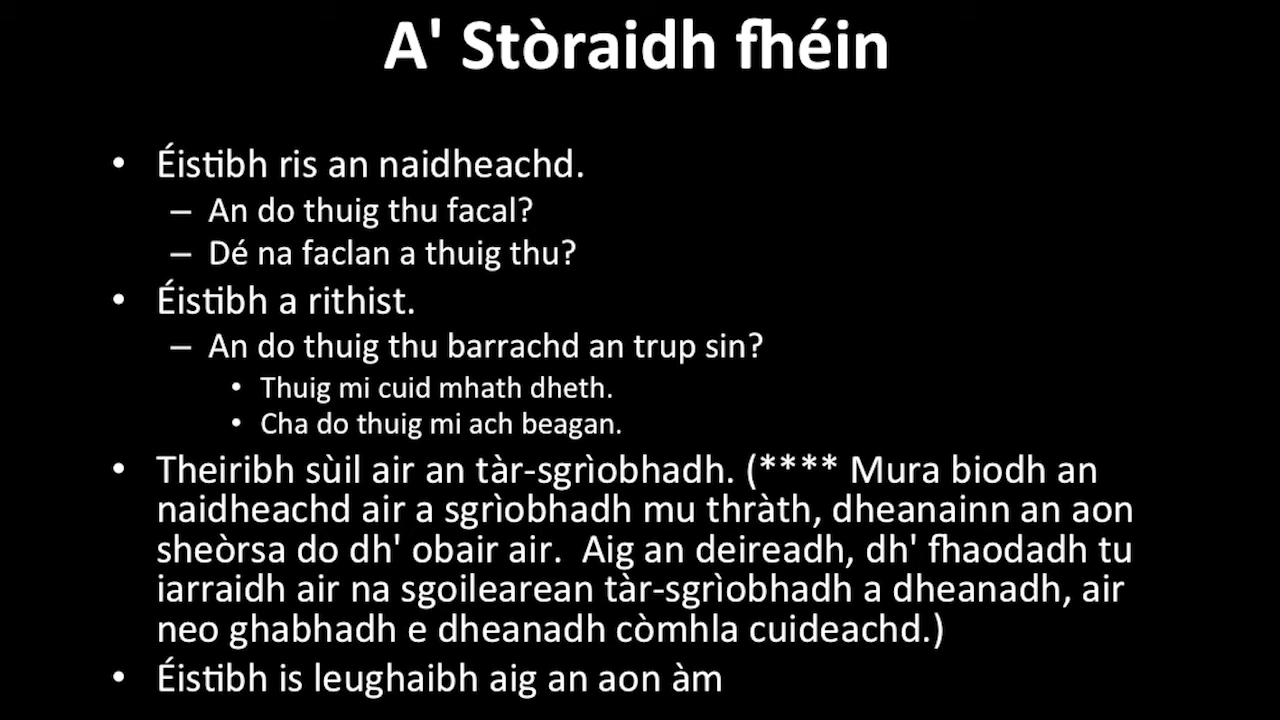 A' Stòraidh fhéin
• Éistibh ris an naidheachd.
– An do thuig thu facal?
– Dé na faclan a thuig thu?
• Éistibh a rithist.
– An do thuig thu barrachd an trup sin?
• Thuig mi cuid mhath dheth.
• Cha do thuig mi ach beagan.
• Theiribh sùil air an tàr-sgrìobhadh. (**** Mura biodh an
naidheachd air a sgrìobhadh mu thràth, dheanainn an aon
sheòrsa do dh' obair air.  Aig an deireadh, dh' fhaodadh tu
iarraidh air na sgoilearean tàr-sgrìobhadh a dheanadh, air
neo ghabhadh e dheanadh còmhla cuideachd.)
• Éistibh is leughaibh aig an aon àm